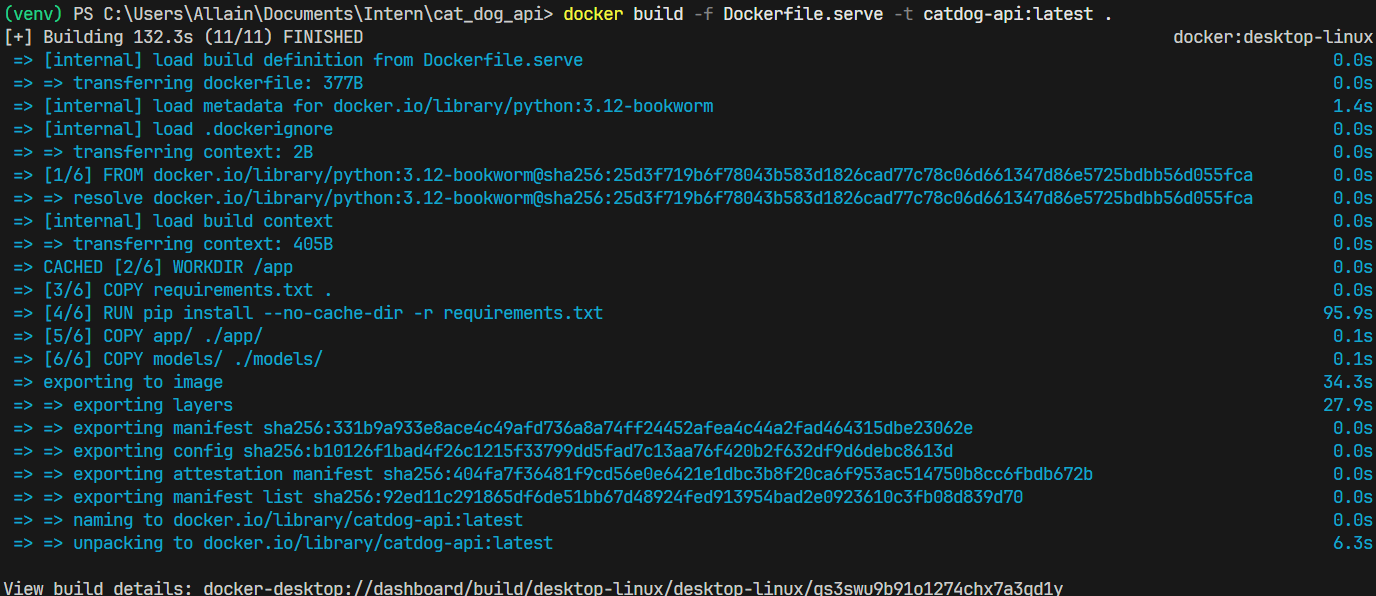 (venv) PS C:\Users\Allain\Documents\Intern\cat_dog_api> docker build -f Dockerfile.serve -t catdog-api:latest .
[+] Building 132.3s (11/11) FINISHED docker:desktop-linux
=> [internal] load build definition from Dockerfile.serve 0.0s
=> => transferring dockerfile: 377B 0.0s
=> [internal] load metadata for docker.io/library/python:3.12-bookworm 1.4s
=> [internal] load .dockerignore 0.0s
=> => transferring context: 2B 0.0s
=> [1/6] FROM docker.io/library/python:3.12-bookworm@sha256:25d3f719b6f78043b583d1826cad77c78c06d661347d86e5725bdbb56d055fca 0.0s
=> => resolve docker.io/library/python:3.12-bookworm@sha256:25d3f719b6f78043b583d1826cad77c78c06d661347d86e5725bdbb56d055fca 0.0s
=> [internal] load build context 0.0s
=> => transferring context: 405B 0.0s
=> CACHED [2/6] WORKDIR /app 0.0s
=> [3/6] COPY requirements.txt . 0.0s
=> [4/6] RUN pip install --no-cache-dir -r requirements.txt 95.9s
=> [5/6] COPY app/ ./app/ 0.1s
=> [6/6] COPY models/ ./models/ 0.1s
=> exporting to image 34.3s
=> => exporting layers 27.9s
=> => exporting manifest sha256:331b9a933e8ace4c49afd736a8a74ff24452afea4c44a2fad464315dbe23062e 0.0s
=> => exporting config sha256:b10126f1bad4f26c1215f33799dd5fad7c13aa76f420b2f632df9d6debc8613d 0.0s
=> => exporting attestation manifest sha256:404fa7f36481f9cd56e0e6421e1dbc3b8f20ca6f953ac514750b8cc6fbdb672b 0.0s
=> => exporting manifest list sha256:92ed11c291865df6de51bb67d48924fed913954bad2e0923610c3fb08d839d70 0.0s
=> => naming to docker.io/library/catdog-api:latest 0.0s
=> => unpacking to docker.io/library/catdog-api:latest 6.3s
View build details: docker-desktop://dashboard/build/desktop-linux/desktop-linux/gs3swu9b91o1274chx7a3gd1y